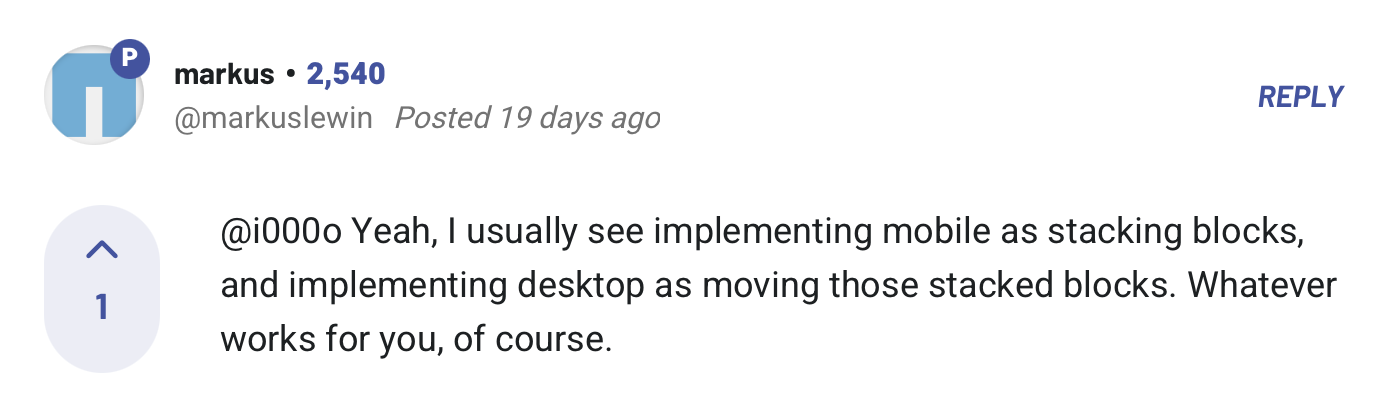 P
markus • 2,540
@markuslewin Posted 19 days ago
REPLY
1
@i000o Yeah, I usually see implementing mobile as stacking blocks,
and implementing desktop as moving those stacked blocks. Whatever
works for you, of course.